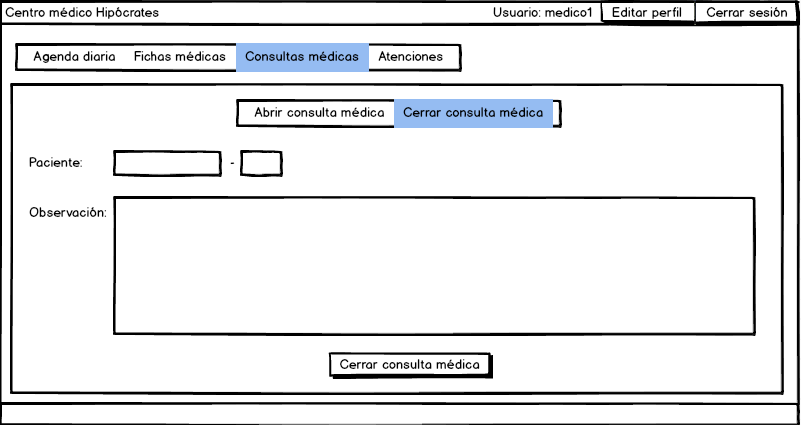 Centro médico Hipócrates Usuario: medico1 Editar perfil Cerrar sesión
Agenda diaria Fichas médicas Consultas médicas Atenciones
Abrir consulta médica Cerrar consulta médica
Paciente: -
Observación:
Cerrar consulta médica